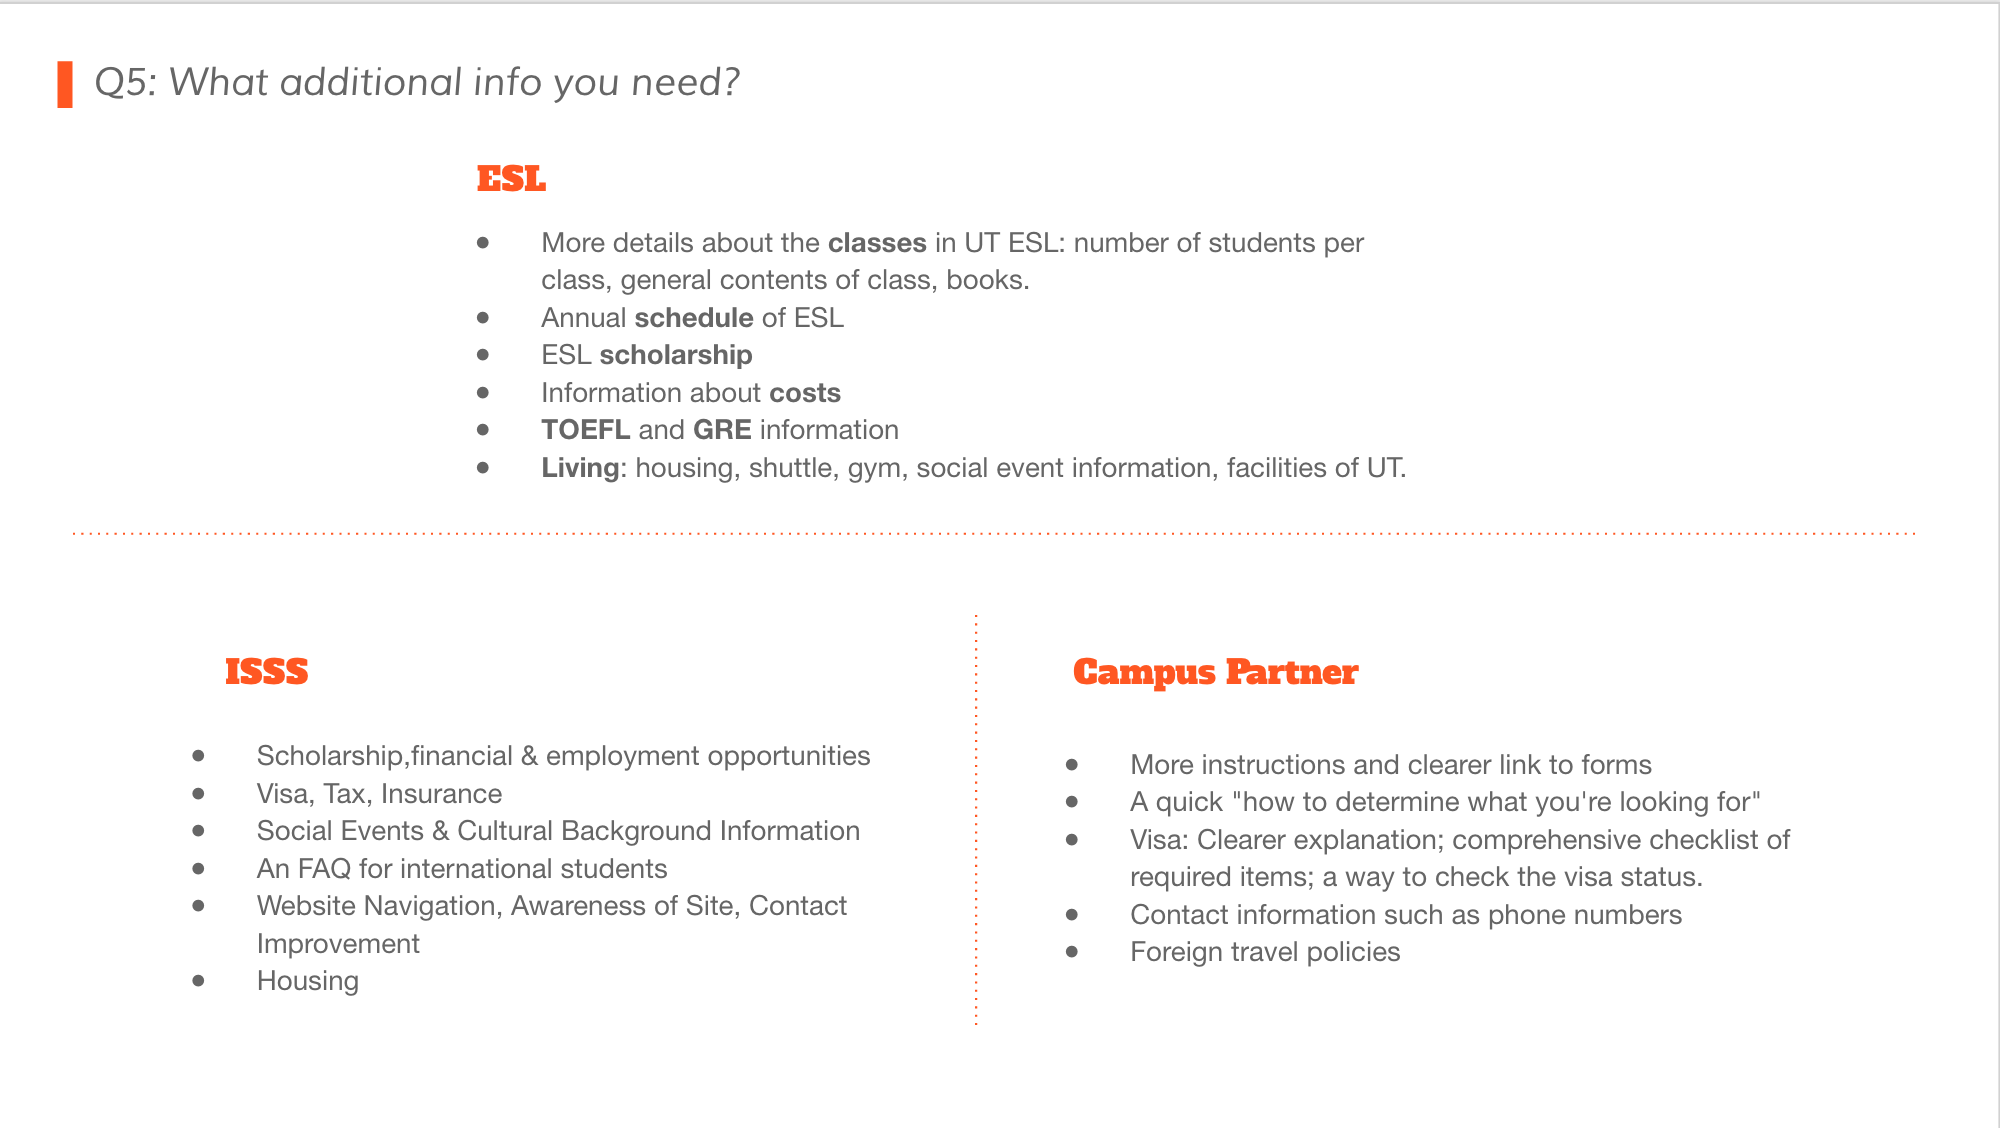 Q5: What additional info you need?
ESL
● More details about the classes in UT ESL: number of students per
class, general contents of class, books.
● Annual schedule of ESL
● ESL scholarship
● Information about costs
● TOEFL and GRE information
● Living: housing, shuttle, gym, social event information, facilities of UT.
ISSS
● Scholarship,financial & employment opportunities
● Visa, Tax, Insurance
● Social Events & Cultural Background Information
● An FAQ for international students
● Website Navigation, Awareness of Site, Contact
Improvement
● Housing
Campus Partner
● More instructions and clearer link to forms
● A quick "how to determine what you're looking for"
● Visa: Clearer explanation; comprehensive checklist of
required items; a way to check the visa status.
● Contact information such as phone numbers
● Foreign travel policies